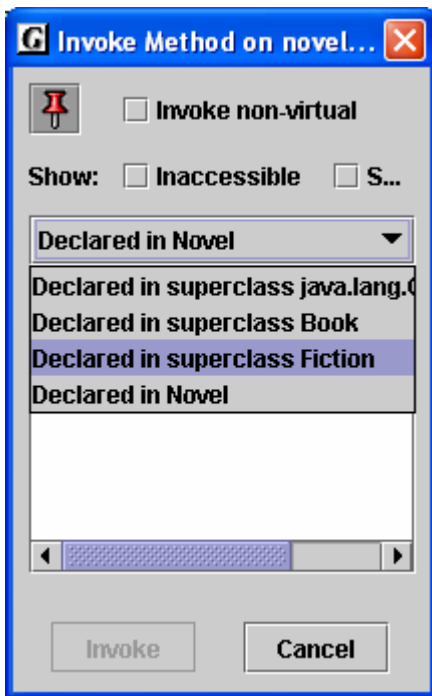 G Invoke Method on novel...
Invoke non-virtual
Show: Inaccessible S...
Declared in Novel
Declared in superclass java.lang.
Declared in superclass Book
Declared in superclass Fiction
Declared in Novel
Invoke Cancel